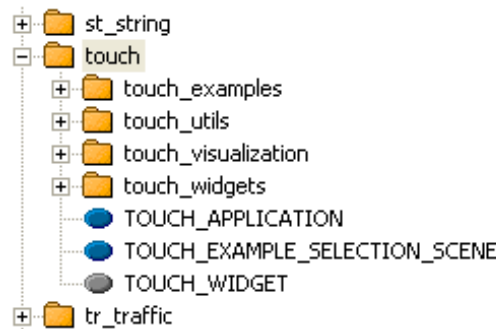 st_string
touch
touch_examples
touch_utils
touch_visualization
touch_widgets
TOUCH_APPLICATION
TOUCH_EXAMPLE_SELECTION_SCENE
TOUCH_WIDGET
tr_traffic